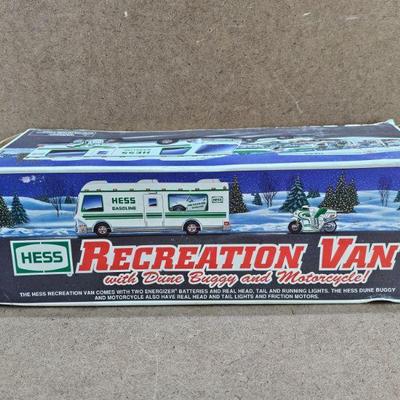 HESS
GASOLINE
HESS
RECREATION VAN
with Dune Buggy and Motorcycle!
THE HESS RECREATION VAN COMES WITH TWO ENERGIZER® BATTERIES AND REAL HEAD, TAIL AND RUNNING LIGHTS. THE HESS DUNE BUGGY
AND MOTORCYCLE ALSO HAVE REAL HEAD AND TAIL LIGHTS AND FRICTION MOTORS.